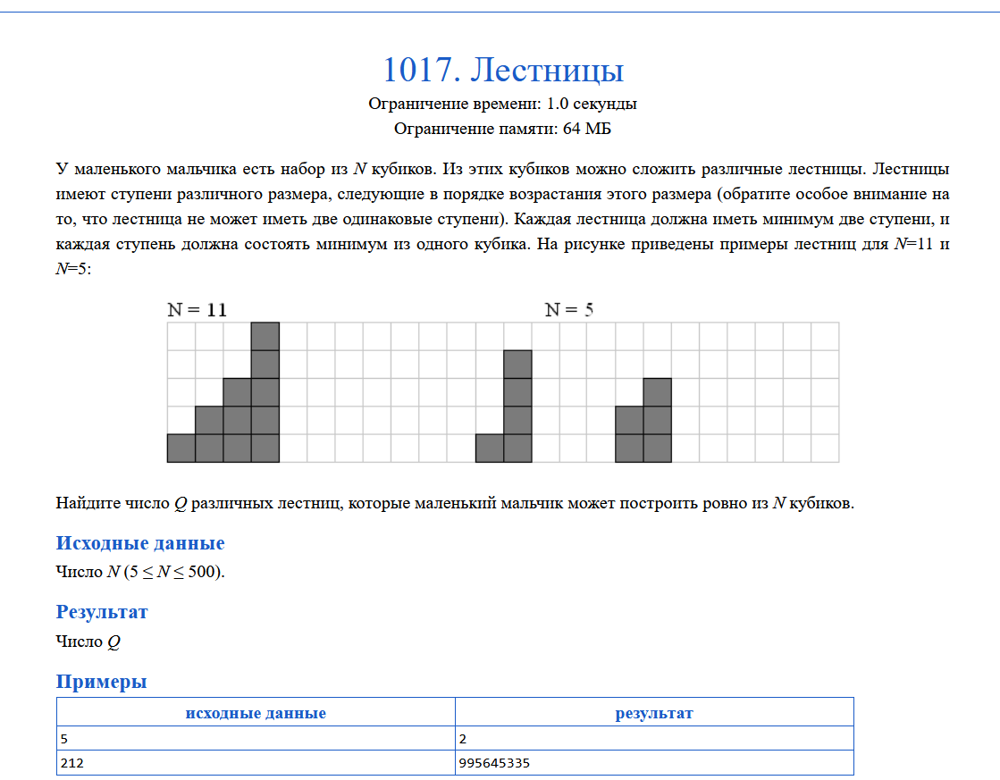 1017. Лестницы
Ограничение времени: 1.0 секунды
Ограничение памяти: 64 МБ
У маленького мальчика есть набор из N кубиков. Из этих кубиков можно сложить различные лестницы. Лестницы
имеют ступени различного размера, следующие в порядке возрастания этого размера (обратите особое внимание на
то, что лестница не может иметь две одинаковые ступени). Каждая лестница должна иметь минимум две ступени, и
каждая ступень должна состоять минимум из одного кубика. На рисунке приведены примеры лестниц для N=11 и
N=5:
N = 11 N = 5
Найдите число Q различных лестниц, которые маленький мальчик может построить ровно из N кубиков.
Исходные данные
Число N (5 ≤ N ≤ 500).
Результат
Число Q
Примеры
исходные данные результат
5 2
212 995645335